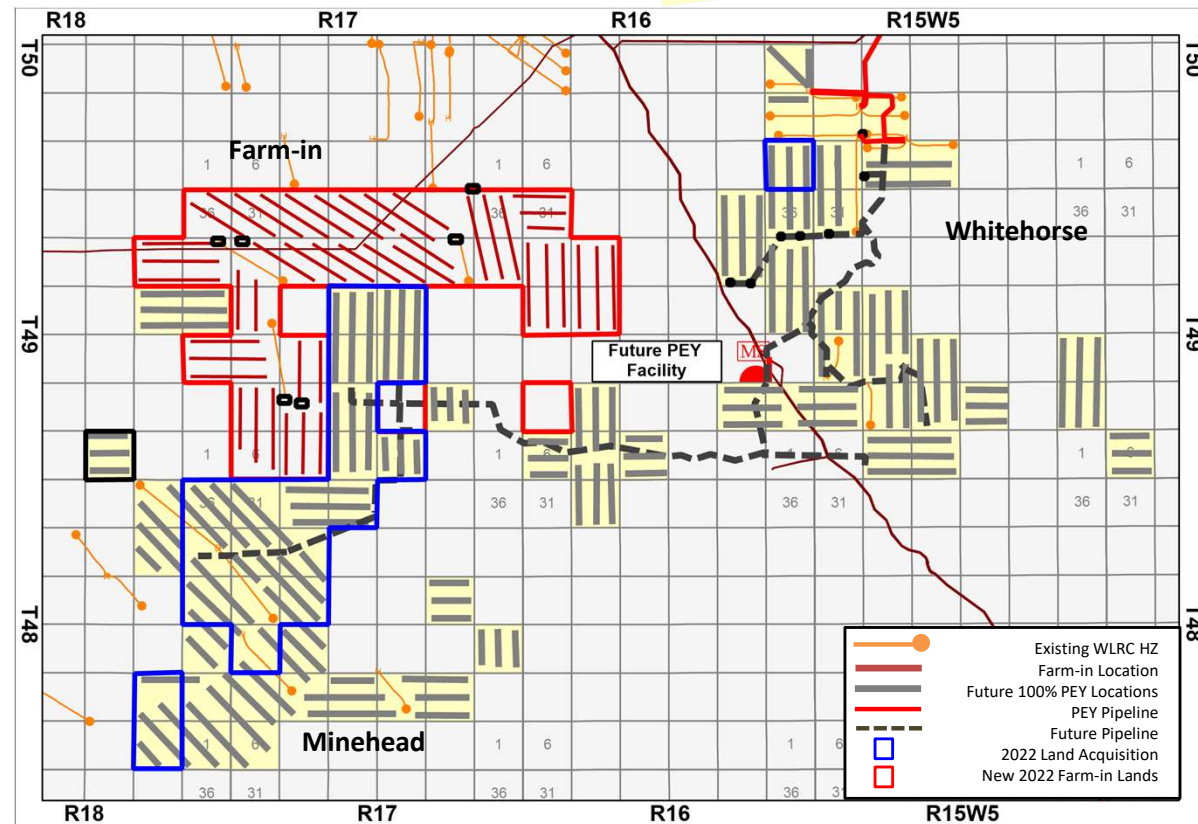 R18 R17 R16 R15W5
T50 T50
Farm-in
1 6 1 6 1 1 6
36 31 36 31 36 1 36 31
Whitehorse
T49 T49
Future PEY
Facility
1 6 1 6 1 6 1 6
36 31 36 31 36 31 36 31
T48 T48
Existing WLRC HZ
Farm-in Location
Future 100% PEY Locations
PEY Pipeline
Future Pipeline
2022 Land Acquisition
New 2022 Farm-in Lands
Minehead
1 6 1 6 1
36 31 36 31 36
R18 R17 R16 R15W5